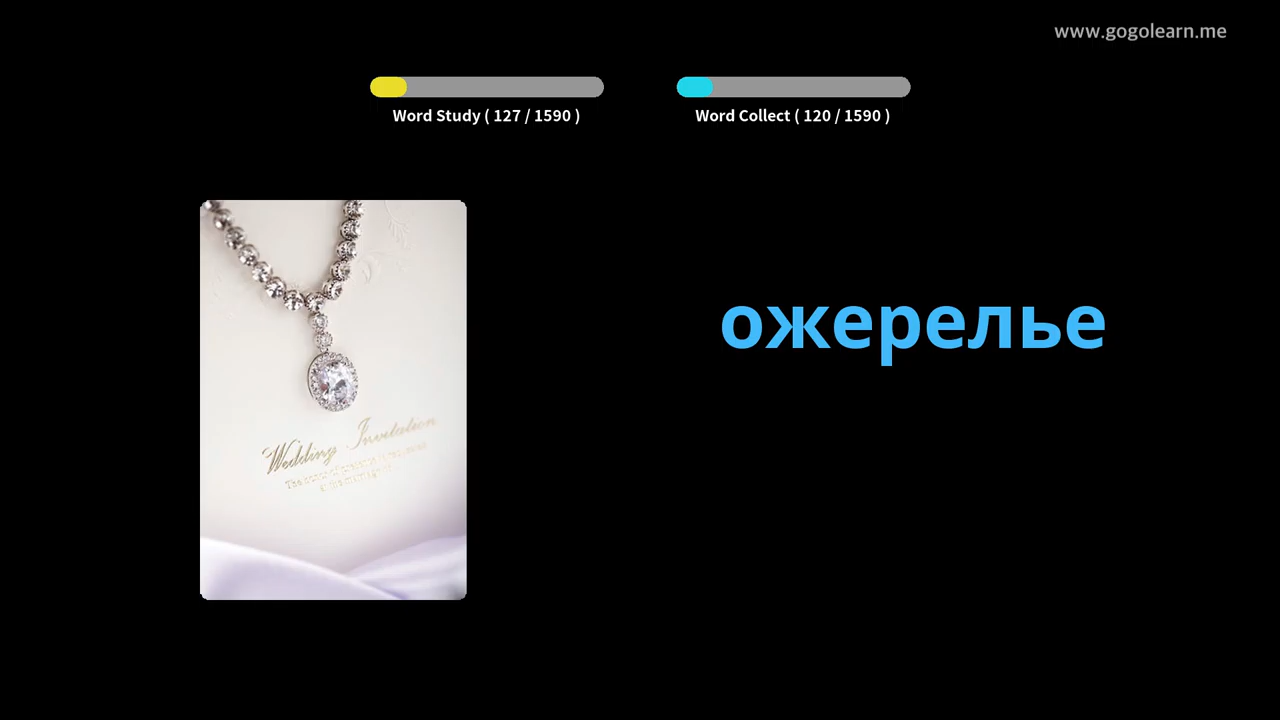 www.gogolearn.me
Word Study ( 127 / 1590 )
Word Collect ( 120 / 1590 )
ожерелье
Wedding Invitation